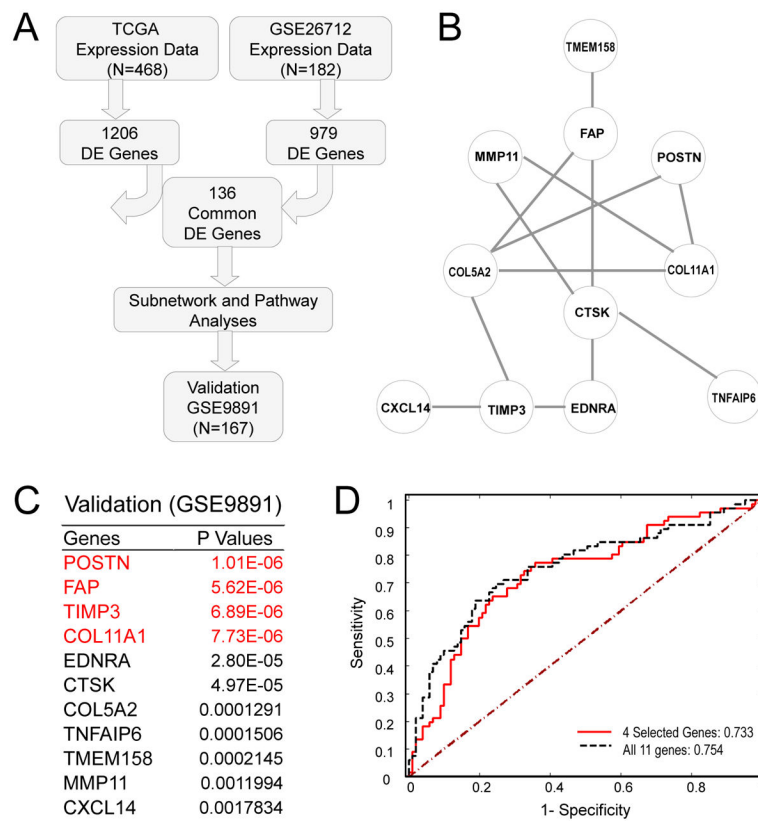 A
TCGA
Expression Data
(N=468)
GSE26712
Expression Data
(N=182)
1206
DE Genes
979
DE Genes
136
Common
DE Genes
Subnetwork and Pathway
Analyses
Validation
GSE9891
(N=167)
B
TMEM158
FAP
MMP11
POSTN
COL5A2
COL11A1
CTSK
TNFAIP6
CXCL14
TIMP3
EDNRA
C
Validation (GSE9891)
Genes P Values
POSTN 1.01E-06
FAP 5.62E-06
TIMP3 6.89E-06
COL11A1 7.73E-06
EDNRA 2.80E-05
CTSK 4.97E-05
COL5A2 0.0001291
TNFAIP6 0.0001506
TMEM158 0.0002145
MMP11 0.0011994
CXCL14 0.0017834
D
1
0.9
0.8
0.7
0.6
0.5
0.4
0.3
0.2
0.1
0
Sensitivity
4 Selected Genes: 0.733
All 11 genes: 0.754
0 0.2 0.4 0.6 0.8
1- Specificity